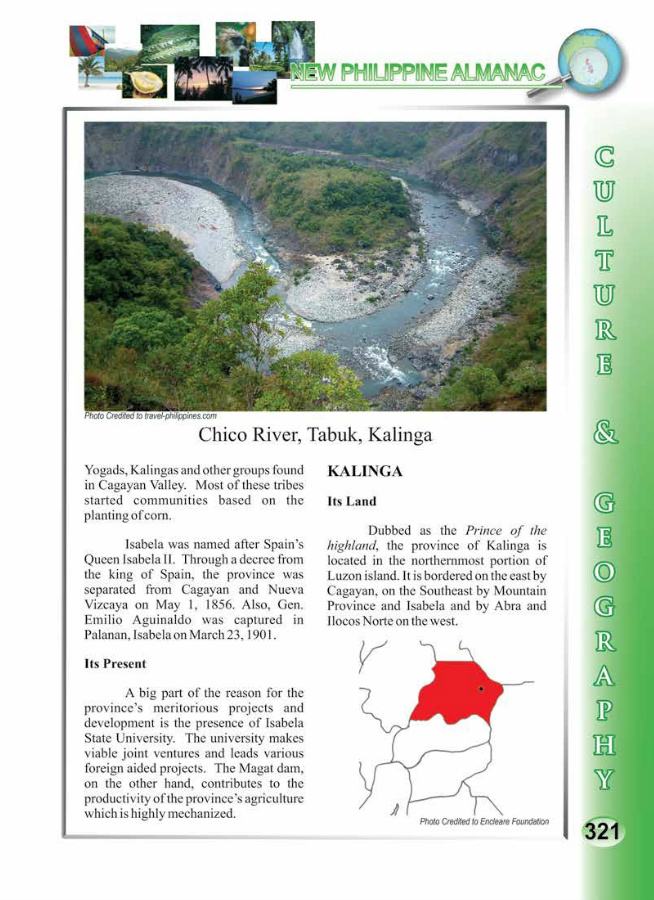 NEW PHILIPPINE ALMANAC
Photo Credited to travel-philippines.com
Chico River, Tabuk, Kalinga
Yogads, Kalingas and other groups found
in Cagayan Valley. Most of these tribes
started communities based on the
planting of corn.
Isabela was named after Spain's
Queen Isabela II. Through a decree from
the king of Spain, the province was
separated from Cagayan and Nueva
Vizcaya on May 1, 1856. Also, Gen.
Emilio Aguinaldo was captured in
Palanan, Isabela on March 23, 1901.
Its Present
A big part of the reason for the
province's meritorious projects and
development is the presence of Isabela
State University. The university makes
viable joint ventures and leads various
foreign aided projects. The Magat dam,
on the other hand, contributes to the
productivity of the province's agriculture
which is highly mechanized.
KALINGA
Its Land
Dubbed as the Prince of the
highland, the province of Kalinga is
located in the northernmost portion of
Luzon island. It is bordered on the east by
Cagayan, on the Southeast by Mountain
Province and Isabela and by Abra and
Ilocos Norte on the west.
Photo Credited to Encleare Foundation
CULTURE & GEOGRAPHY
321